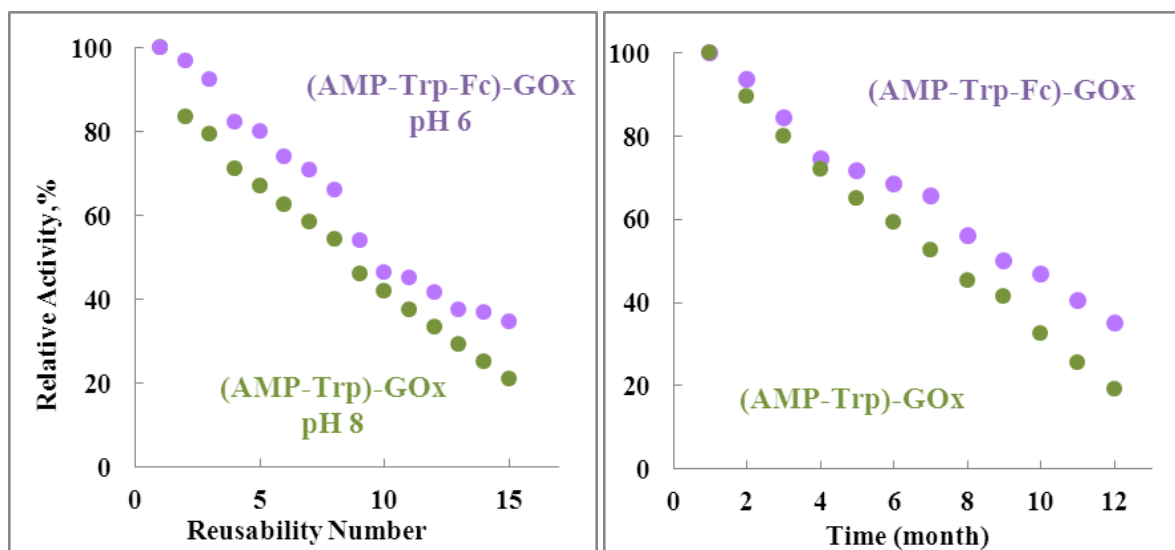 Relative Activity,%
100
80
60
40
20
0
(AMP-Trp-Fc)-GOx
pH 6
(AMP-Trp)-GOx
pH 8
0
5
10
15
Reusability Number
100
80
60
40
20
0
(AMP-Trp-Fc)-GOx
(AMP-Trp)-GOx
0
2
4
6
8
10
12
Time (month)